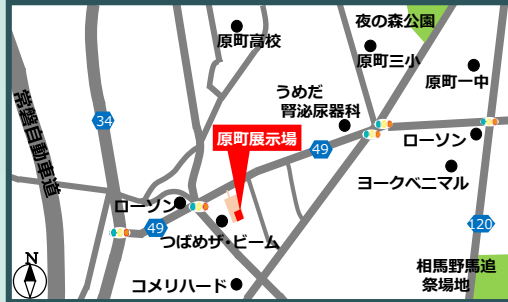 夜の森公園
原町高校
原町三小
原町一中
うめだ
腎泌尿器科
34
常磐自動車道
原町展示場
49
ローソン
ヨークベニマル
ローソン
49
つばめザ・ビーム
120
相馬野馬追
祭場地
コメリハード
N